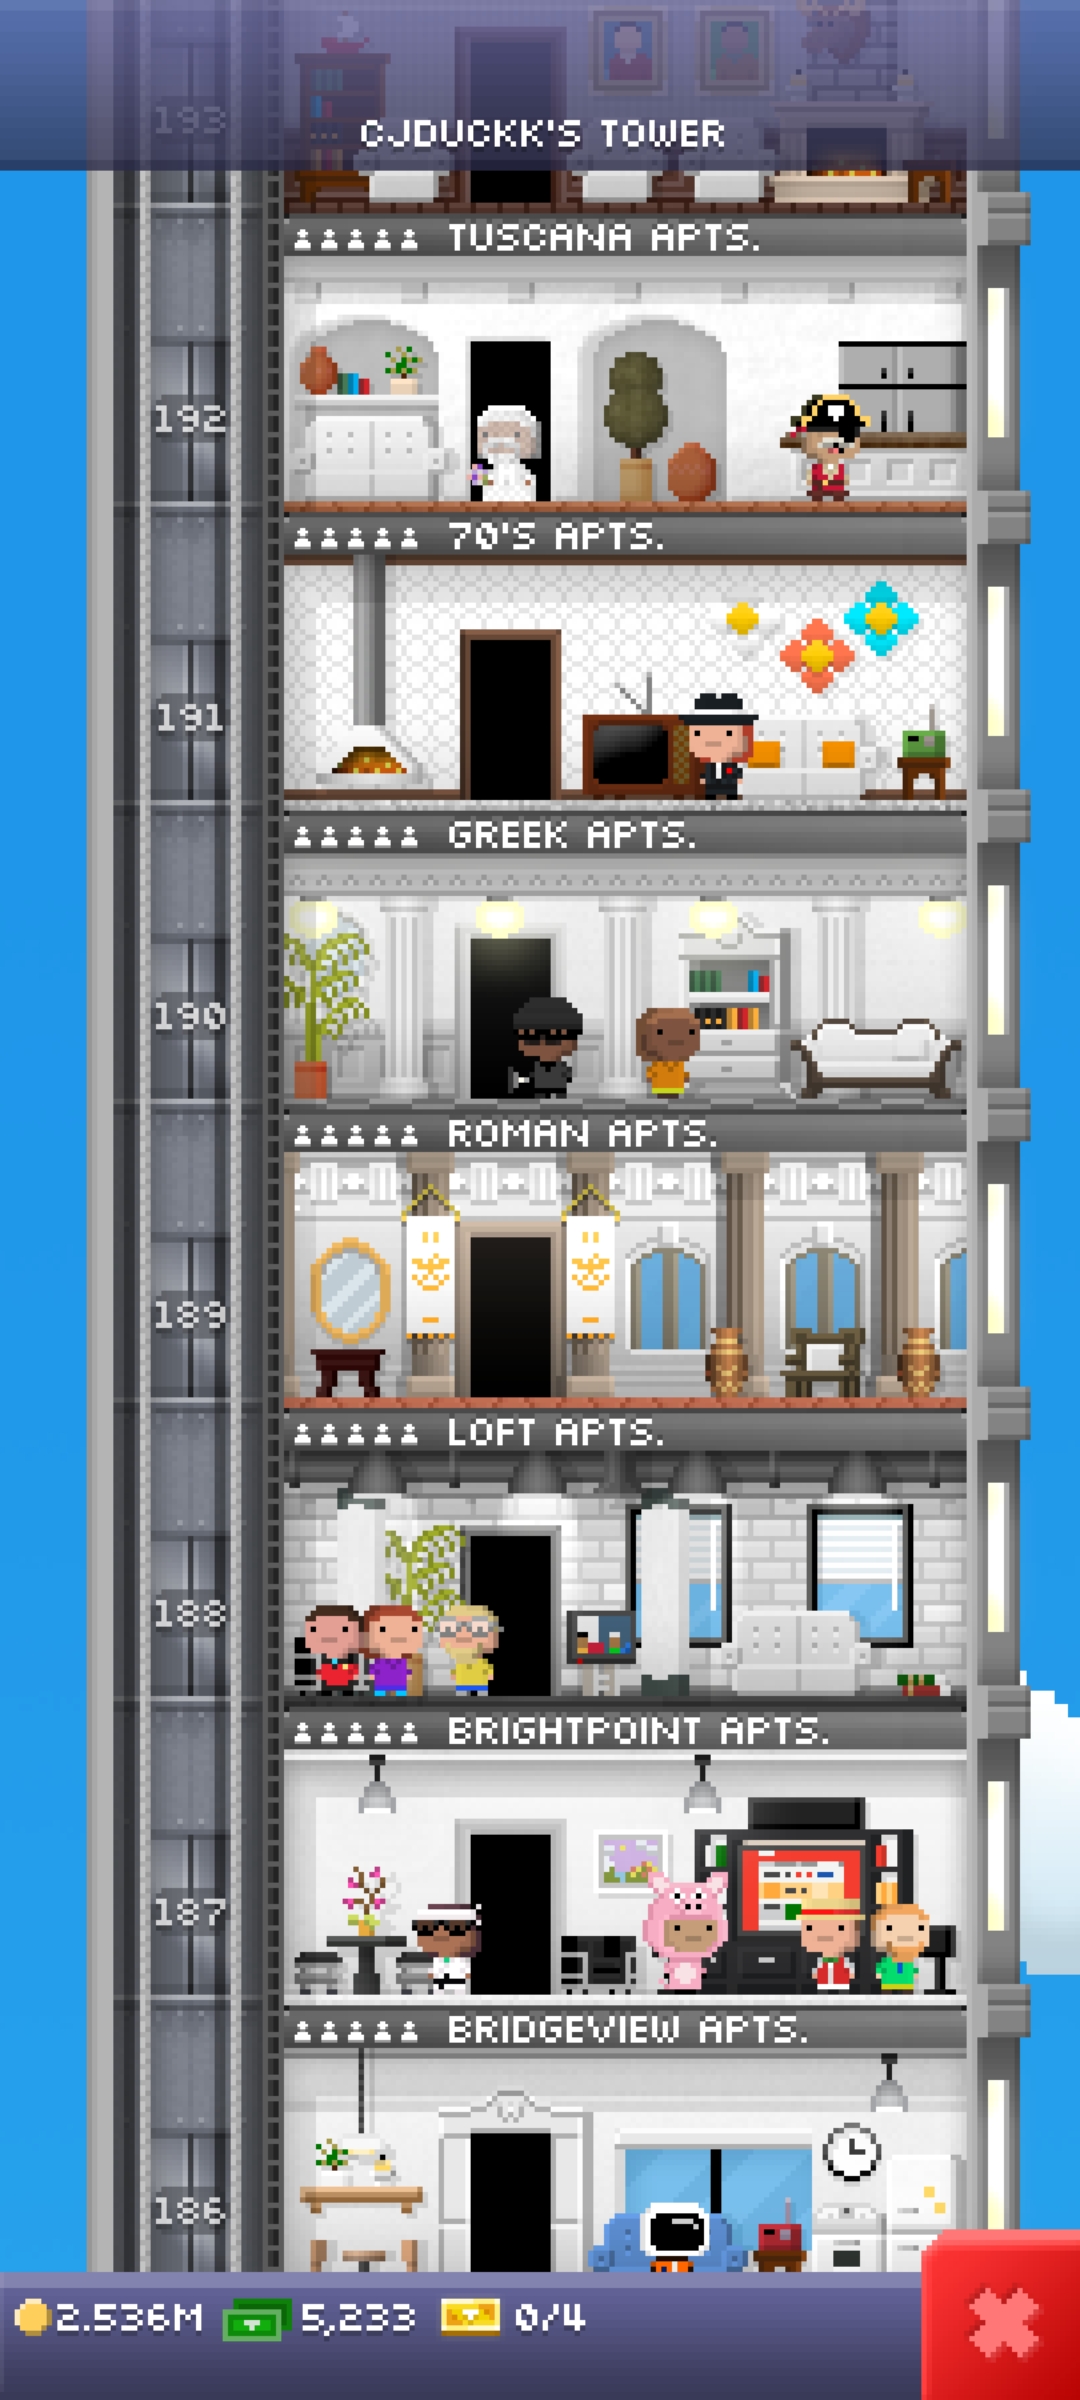 193
CJDUCKK'S TOWER
TUSCANA APTS.
192
70'S APTS.
191
GREEK APTS.
190
ROMAN APTS.
189
LOFT APTS.
188
BRIGHTPOINT APTS.
187
BRIDGEVIEW APTS.
186
2.536M 5,233 0/4